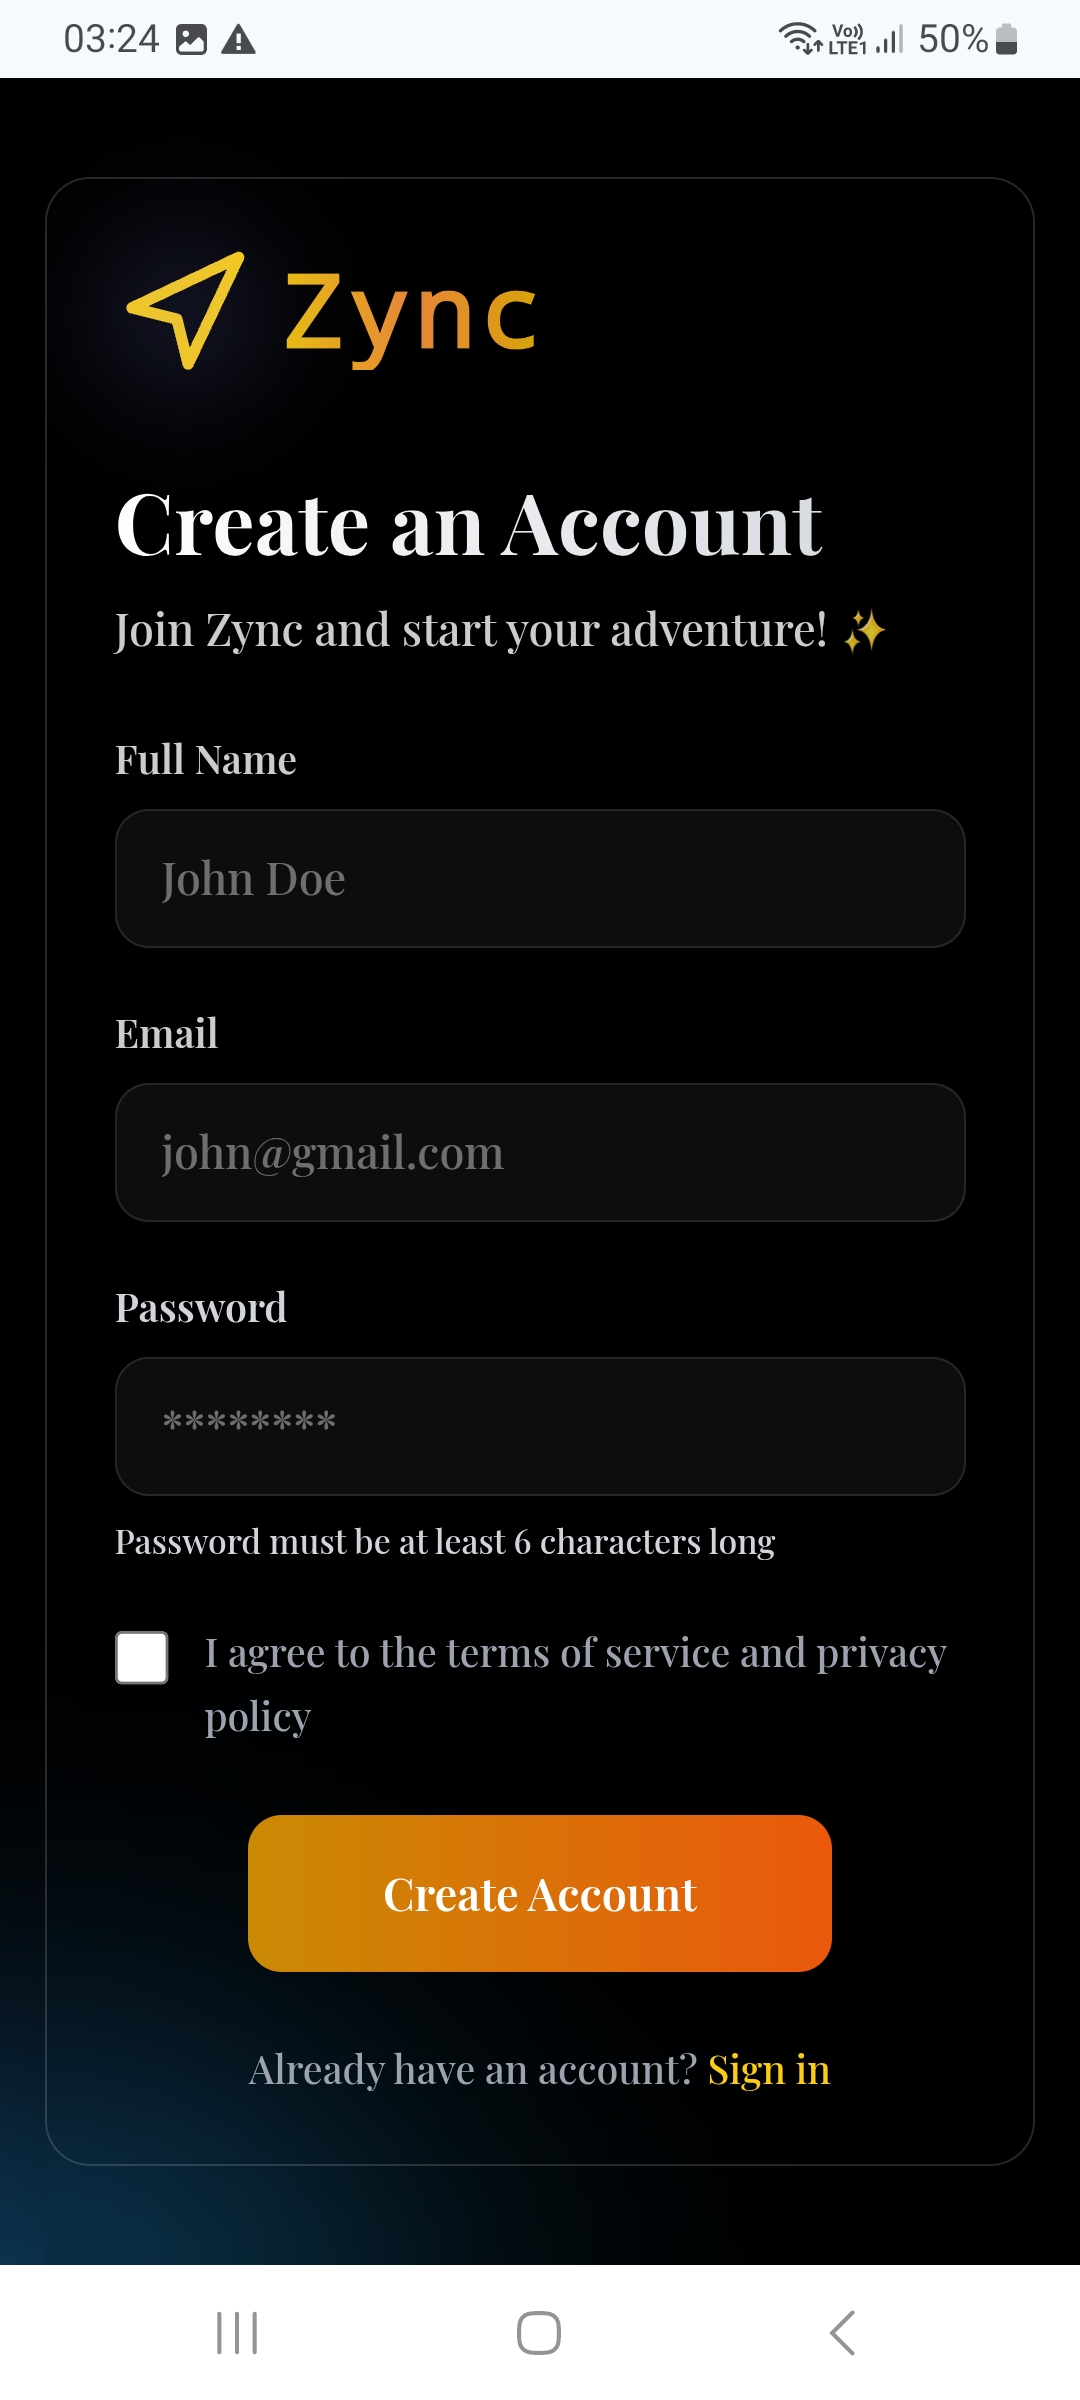 03:24
Vo))
LTE1
50%
Zync
Create an Account
Join Zync and start your adventure! ✨
Full Name
John Doe
Email
john@gmail.com
Password
********
Password must be at least 6 characters long
I agree to the terms of service and privacy
policy
Create Account
Already have an account? Sign in